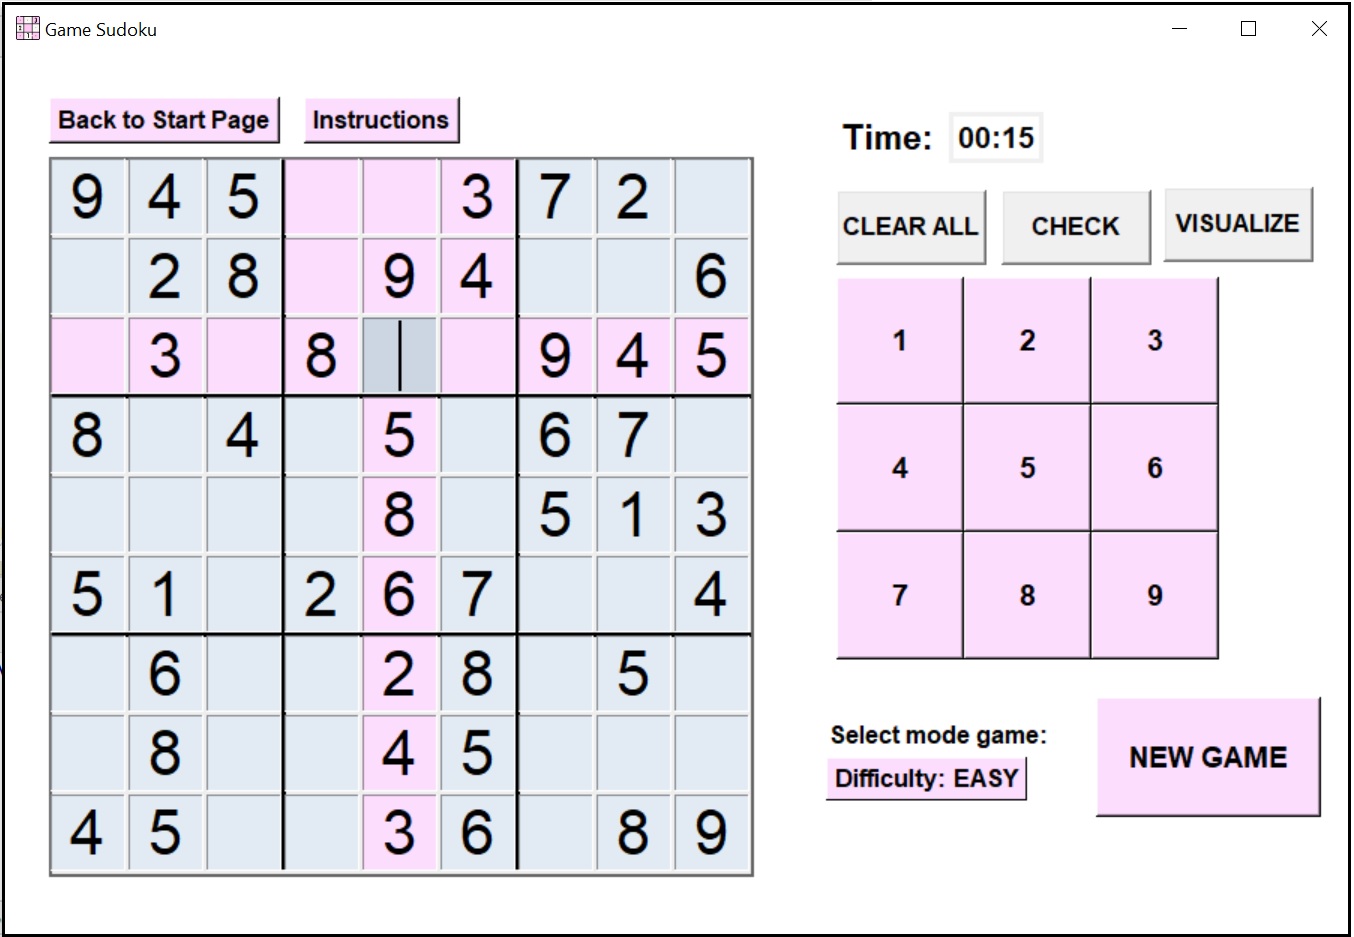 Game Sudoku
Back to Start Page Instructions
Time: 00:15
CLEAR ALL CHECK VISUALIZE
9 4 5 3 7 2
2 8 9 4 6
3 8 9 4 5
8 4 5 6 7
8 5 1 3
5 1 2 6 7 4
6 2 8 5
8 4 5
4 5 3 6 8 9
1 2 3
4 5 6
7 8 9
Select mode game:
Difficulty: EASY
NEW GAME